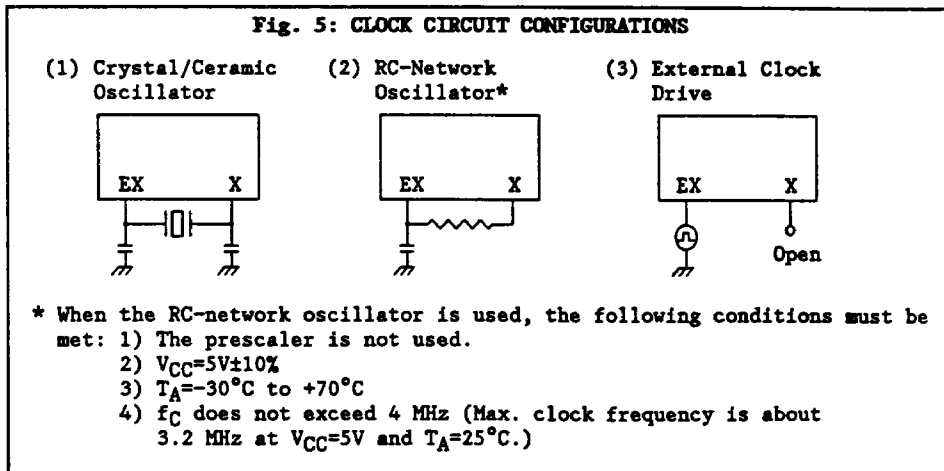 Fig. 5: CLOCK CIRCUIT CONFIGURATIONS
(1) Crystal/Ceramic
Oscillator
(2) RC-Network
Oscillator*
(3) External Clock
Drive
EX X
EX X
EX X
Open
* When the RC-network oscillator is used, the following conditions must be
met: 1) The prescaler is not used.
2) VCC=5V±10%
3) TA=-30°C to +70°C
4) fC does not exceed 4 MHz (Max. clock frequency is about
3.2 MHz at VCC=5V and TA=25°C.)